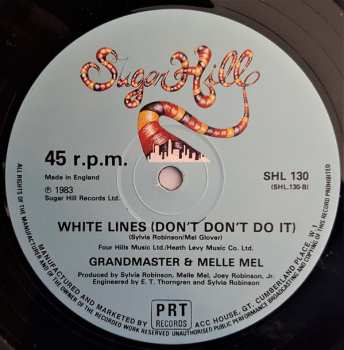 Sugar Hill
45 r.p.m.
Made in England
℗ 1983
Sugar Hill Records Ltd.
SHL 130
(SHL.130-B)
WHITE LINES (DON'T DON'T DO IT)
(Sylvia Robinson/Mel Glover)
Four Hills Music Ltd./Heath Levy Music Co. Ltd.
GRANDMASTER & MELLE MEL
Produced by Sylvia Robinson, Melle Mel, Joey Robinson, Jr.
Engineered by E. T. Thorngren and Sylvia Robinson
PRT
RECORDS
MANUFACTURED AND MARKETED BY
ACC HOUSE, GT. CUMBERLAND PLACE, W.1
ALL RIGHTS OF THE MANUFACTURER AND OF THE OWNER OF THE RECORDED WORK RESERVED. UNAUTHORISED PUBLIC PERFORMANCE BROADCASTING AND COPYING OF THIS RECORD PROHIBITED